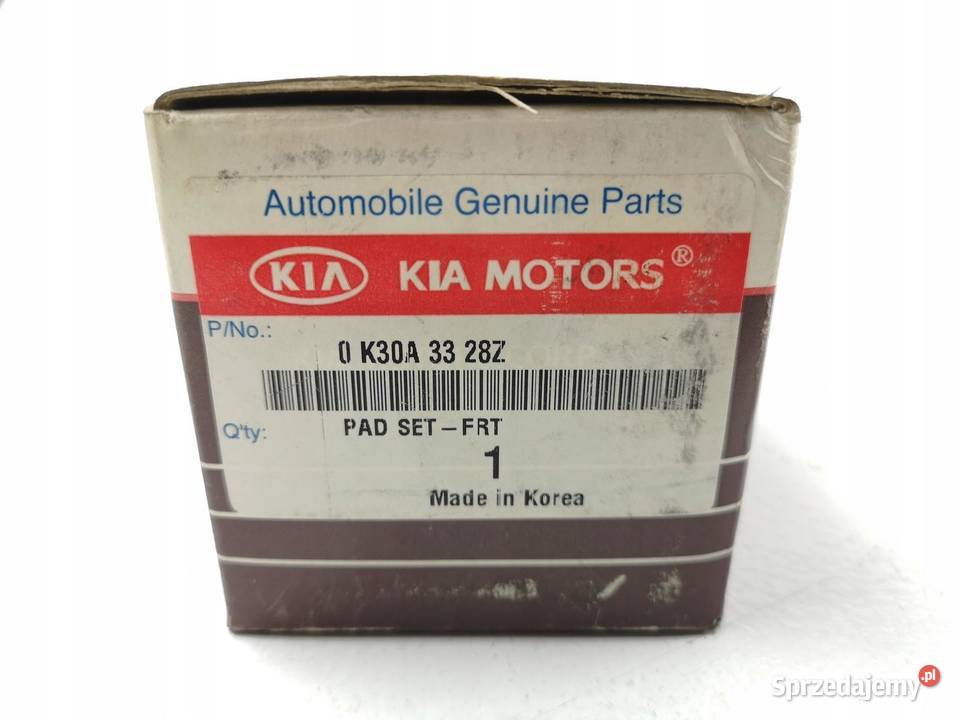 Automobile Genuine Parts
KIA KIA MOTORS®
P/No.:
0 K30A 33 28Z
Q'ty:
PAD SET-FRT
1
Made in Korea
Sprzedajemy.pl